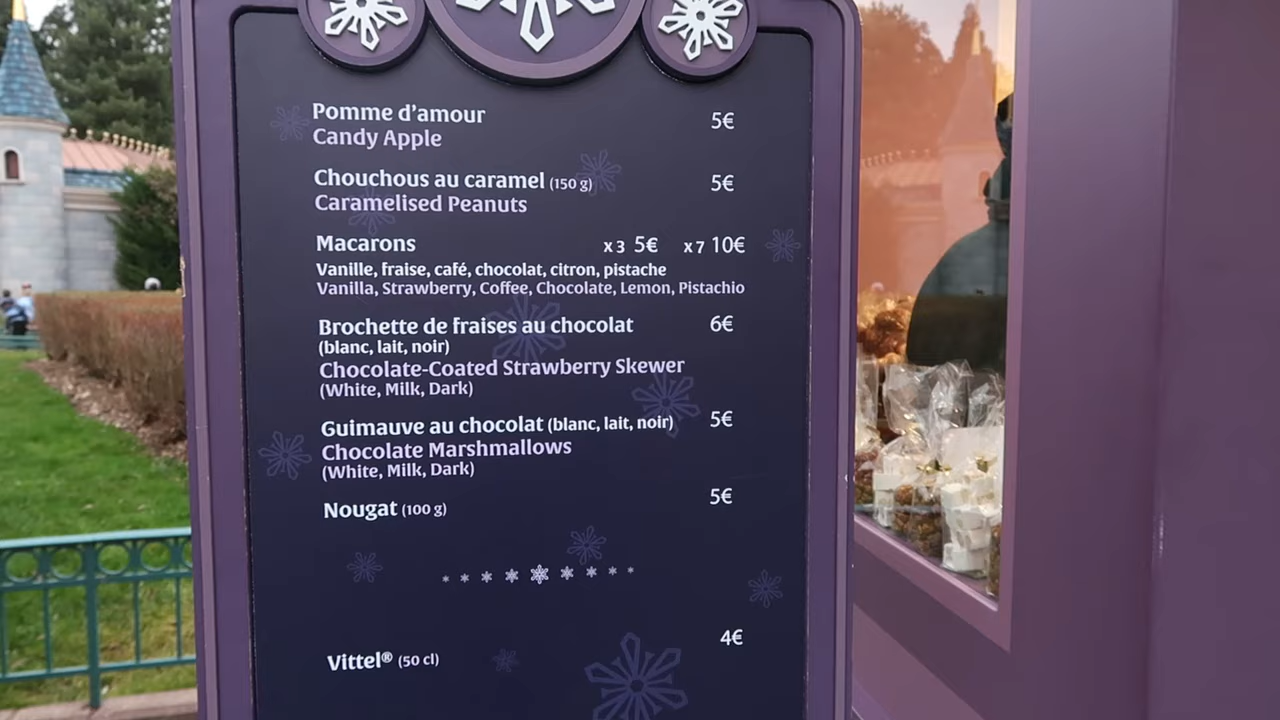 Pomme d'amour 5€
Candy Apple
Chouchous au caramel (150 g) 5€
Caramelised Peanuts
Macarons x3 5€ x7 10€
Vanille, fraise, café, chocolat, citron, pistache
Vanilla, Strawberry, Coffee, Chocolate, Lemon, Pistachio
Brochette de fraises au chocolat 6€
(blanc, lait, noir)
Chocolate-Coated Strawberry Skewer
(White, Milk, Dark)
Guimauve au chocolat (blanc, lait, noir) 5€
Chocolate Marshmallows
(White, Milk, Dark)
Nougat (100 g) 5€
Vittel® (50 cl) 4€